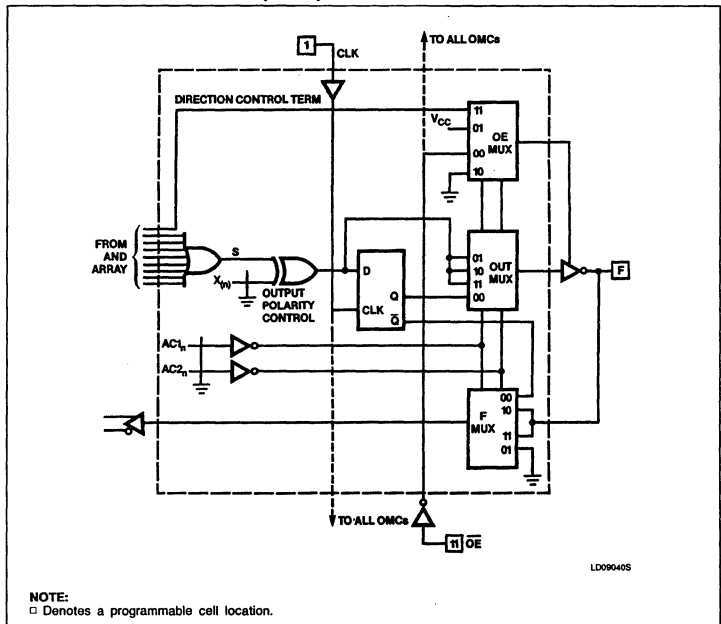 TO ALL OMCs
1
CLK
DIRECTION CONTROL TERM
11
VCC
01
OE
MUX
00
10
FROM
AND
ARRAY
S
X(n)
OUTPUT
POLARITY
CONTROL
D
CLK
Q
Q̅
01
10
11
00
OUT
MUX
F
AC1n
AC2n
00
10
F
MUX
11
01
TO ALL OMCs
11 O̅E̅
LD09040S
NOTE:
□ Denotes a programmable cell location.